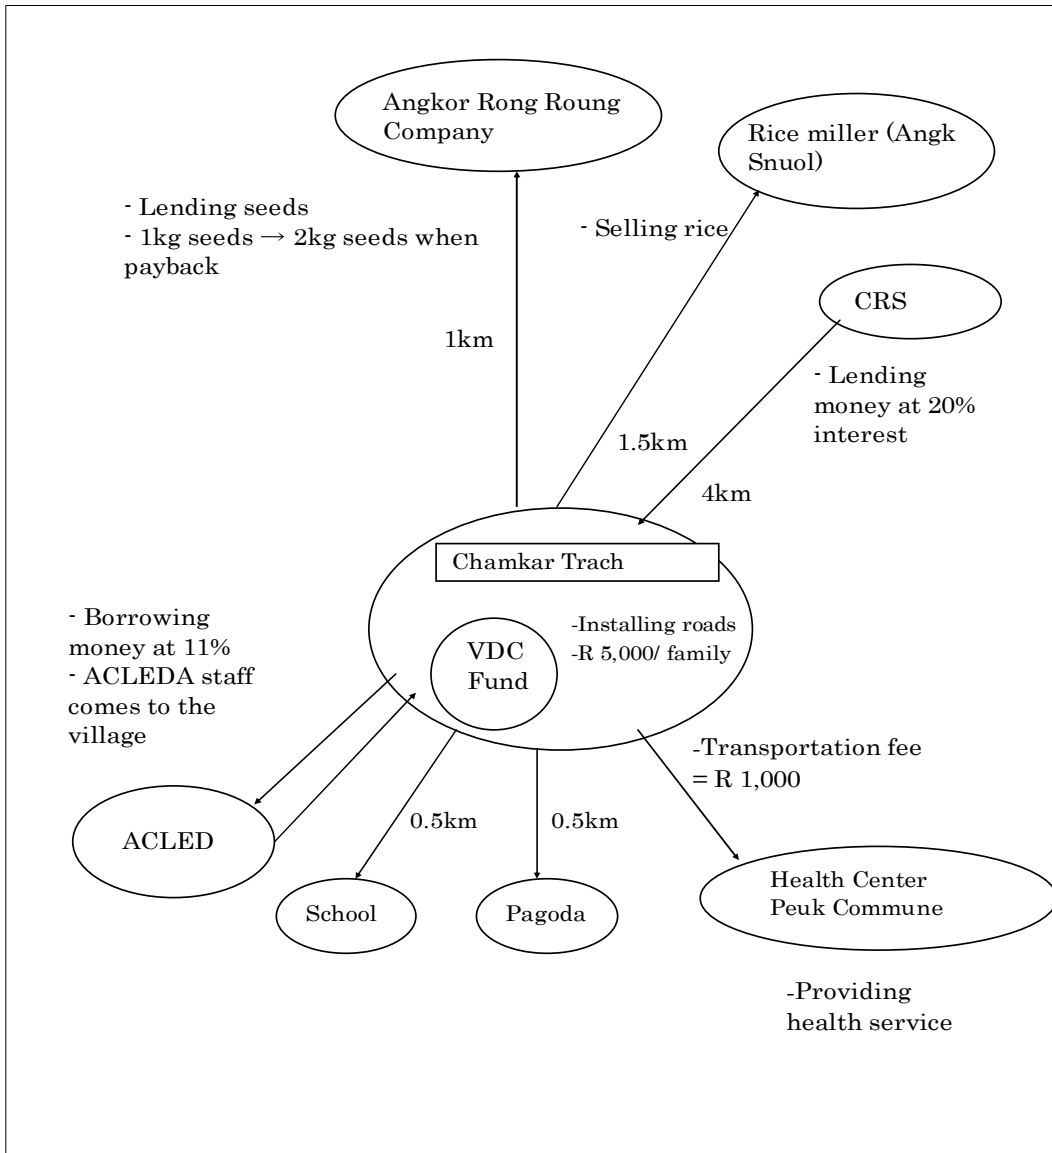 Angkor Rong Roung
Company
Rice miller (Angk
Snuol)
- Lending seeds
- 1kg seeds → 2kg seeds when
payback
- Selling rice
CRS
1km
- Lending
money at 20%
interest
1.5km
4km
Chamkar Trach
- Borrowing
money at 11%
- ACLEDA staff
comes to the
village
VDC
Fund
-Installing roads
-R 5,000/ family
-Transportation fee
= R 1,000
0.5km
0.5km
ACLED
School
Pagoda
Health Center
Peuk Commune
-Providing
health service